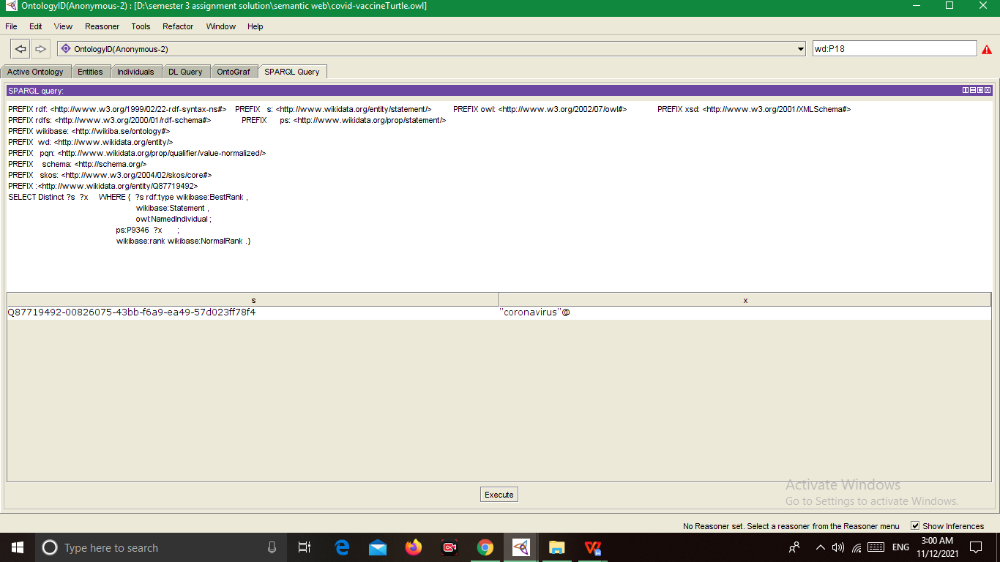 OntologyID(Anonymous-2) : [D:\semester 3 assignment solution\semantic web\covid-vaccineTurtle.owl]
File Edit View Reasoner Tools Refactor Window Help
OntologyID(Anonymous-2) wd:P18
Active Ontology Entities Individuals DL Query OntoGraf SPARQL Query
SPARQL query:
PREFIX rdf: <http://www.w3.org/1999/02/22-rdf-syntax-ns#> PREFIX s: <http://www.wikidata.org/entity/statement/> PREFIX owl: <http://www.w3.org/2002/07/owl#> PREFIX xsd: <http://www.w3.org/2001/XMLSchema#>
PREFIX rdfs: <http://www.w3.org/2000/01/rdf-schema#> PREFIX ps: <http://www.wikidata.org/prop/statement/>
PREFIX wikibase: <http://wikiba.se/ontology#>
PREFIX wd: <http://www.wikidata.org/entity/>
PREFIX pqn: <http://www.wikidata.org/prop/qualifier/value-normalized/>
PREFIX schema: <http://schema.org/>
PREFIX skos: <http://www.w3.org/2004/02/skos/core#>
PREFIX :<http://www.wikidata.org/entity/Q87719492>
SELECT Distinct ?s ?x WHERE { ?s rdf:type wikibase:BestRank ,
wikibase:Statement ,
owl:NamedIndividual ;
ps:P9346 ?x ;
wikibase:rank wikibase:NormalRank .}
s x
Q87719492-00826075-43bb-f6a9-ea49-57d023ff78f4 "coronavirus"@
Execute
Activate Windows
Go to Settings to activate Windows.
No Reasoner set. Select a reasoner from the Reasoner menu Show Inferences
Type here to search ENG 3:00 AM
11/12/2021